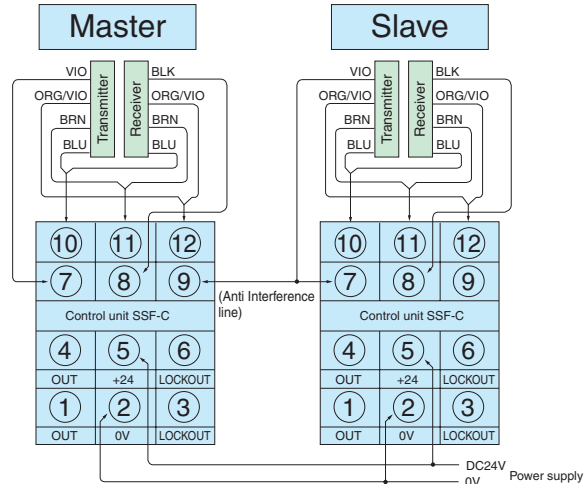 Master
Slave
VIO
BLK
ORG/VIO
ORG/VIO
BRN
BRN
BLU
BLU
Transmitter
Receiver
VIO
BLK
ORG/VIO
ORG/VIO
BRN
BRN
BLU
BLU
Transmitter
Receiver
10 11 12
7 8 9
Control unit SSF-C
4 5 6
OUT +24 LOCKOUT
1 2 3
OUT 0V LOCKOUT
(Anti Interference
line)
10 11 12
7 8 9
Control unit SSF-C
4 5 6
OUT +24 LOCKOUT
1 2 3
OUT 0V LOCKOUT
DC24V
0V
Power supply